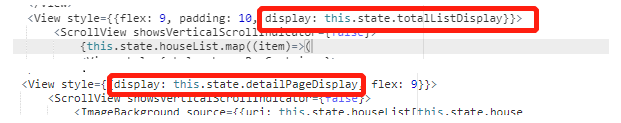 <View style={{flex: 9, padding: 10, display: this.state.totalListDisplay}}>
<ScrollView showsVerticalScrollIndicator={false}>
{this.state.houseList.map((item)=>(
<View style={{display: this.state.detailPageDisplay, flex: 9}}>
<ScrollView showsVerticalScrollIndicator={false}>
<ImageBackground source={{uri: this.state.houseList[this.state.house